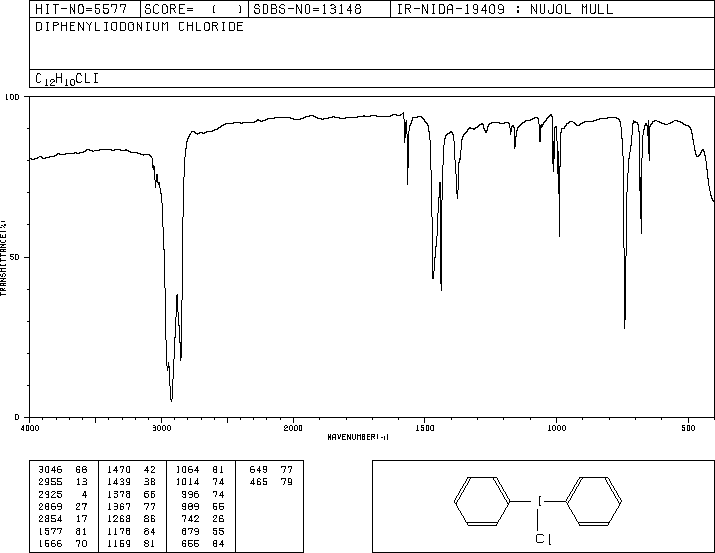 HIT-NO=5577 SCORE= ( ) SDBS-NO=13148 IR-NIDA-19409 : NUJOL MULL
DIPHENYLIODONIUM CHLORIDE
C12H10CLI
100
50
0
TRANSMITTANCE(%)
4000 3000 2000 1500 1000 500
WAVENUMBER(-1)
3046 66 1470 42 1064 81 649 77
2955 13 1439 38 1014 74 465 79
2925 4 1378 66 996 74
2869 27 1367 77 989 55
2854 17 1268 86 742 26
1577 81 1178 84 679 55
1566 70 1159 81 655 84
I
Cl